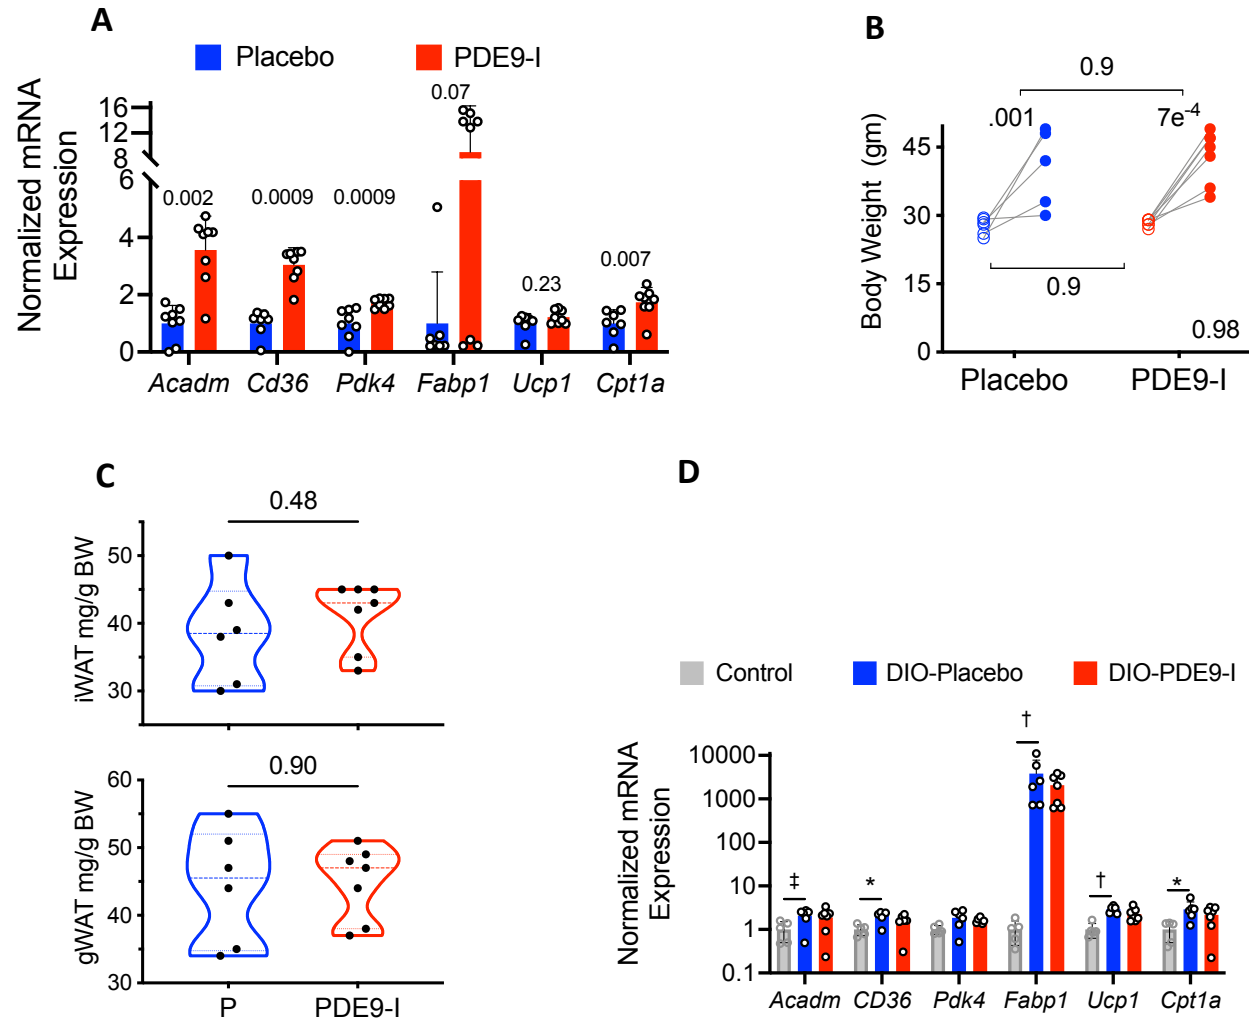 A
Placebo PDE9-I
Normalized mRNA
Expression
16
12
8
6
4
2
0
0.002 0.0009 0.0009 0.07 0.23 0.007
Acadm Cd36 Pdk4 Fabp1 Ucp1 Cpt1a
B
Body Weight (gm)
45
30
15
0
0.9
.001 7e-4
0.9
0.98
Placebo PDE9-I
C
0.48
iWAT mg/g BW
50
40
30
0.90
gWAT mg/g BW
60
50
40
30
P PDE9-I
D
Control DIO-Placebo DIO-PDE9-I
Normalized mRNA
Expression
10000
1000
100
10
1
0.1
‡ * † † *
Acadm CD36 Pdk4 Fabp1 Ucp1 Cpt1a